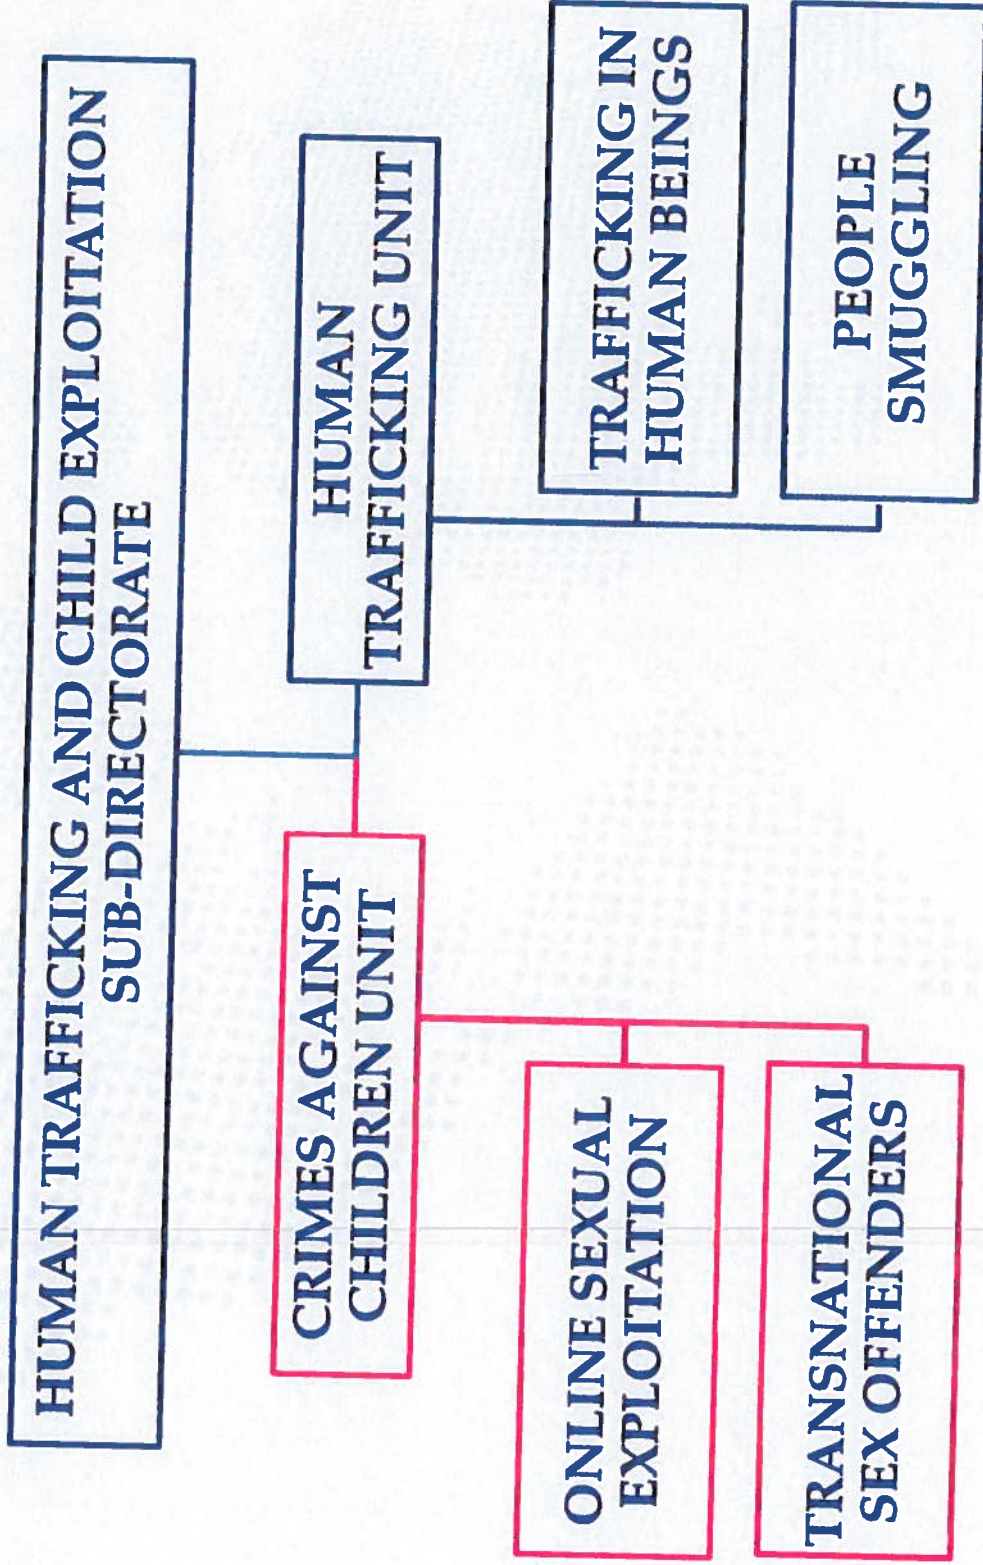 HUMAN TRAFFICKING AND CHILD EXPLOITATION
SUB-DIRECTORATE
CRIMES AGAINST
CHILDREN UNIT
HUMAN
TRAFFICKING UNIT
ONLINE SEXUAL
EXPLOITATION
TRANSNATIONAL
SEX OFFENDERS
TRAFFICKING IN
HUMAN BEINGS
PEOPLE
SMUGGLING